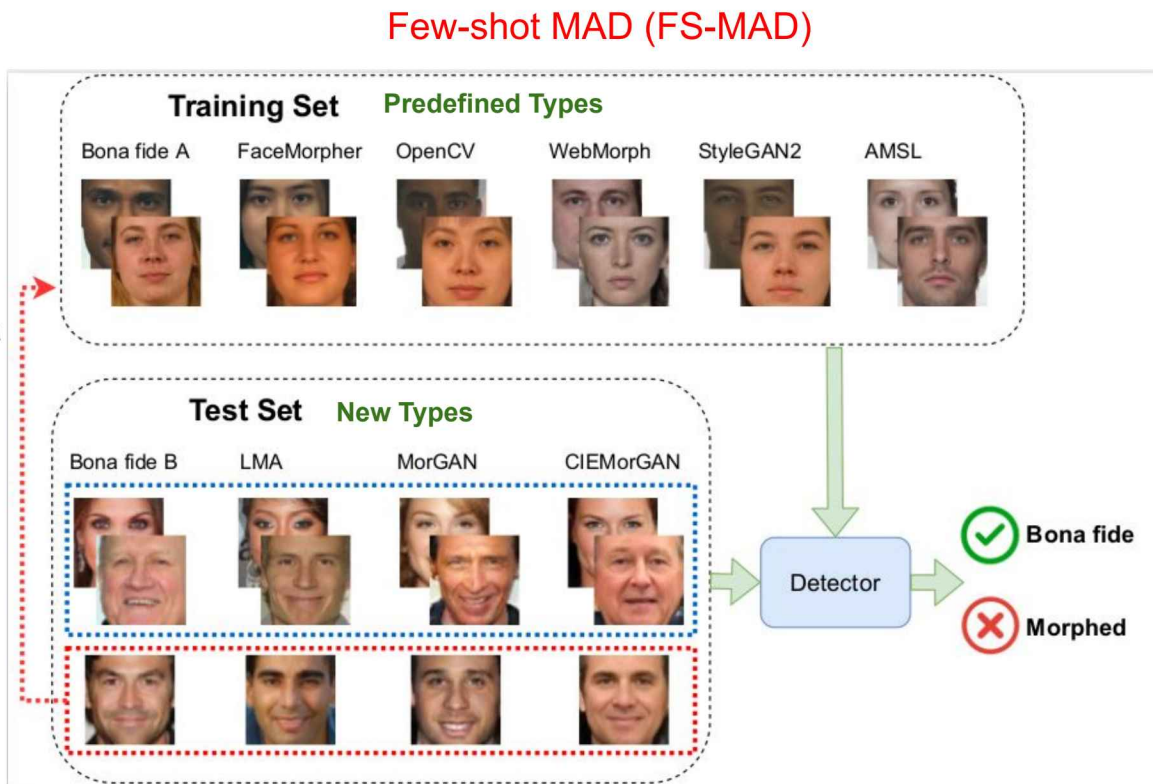 Few-shot MAD (FS-MAD)
Training Set Predefined Types
Bona fide A FaceMorpher OpenCV WebMorph StyleGAN2 AMSL
Test Set New Types
Bona fide B LMA MorGAN CIEMorGAN
Detector
Bona fide
Morphed